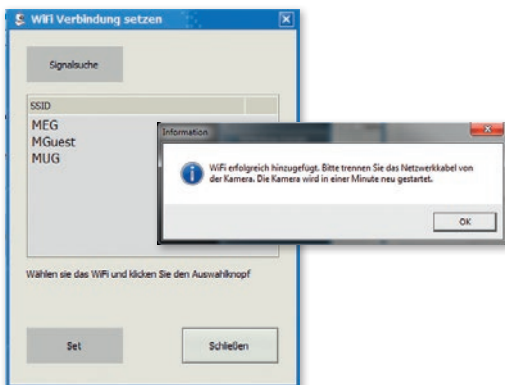 WiFi Verbindung setzen
Signalsuche
SSID
MEG
MGuest
MUG
Information
WiFi erfolgreich hinzugefügt. Bitte trennen Sie das Netzwerkkabel von
der Kamera. Die Kamera wird in einer Minute neu gestartet.
OK
Wählen sie das WiFi und klicken Sie den Auswahlknopf
Set
Schließen